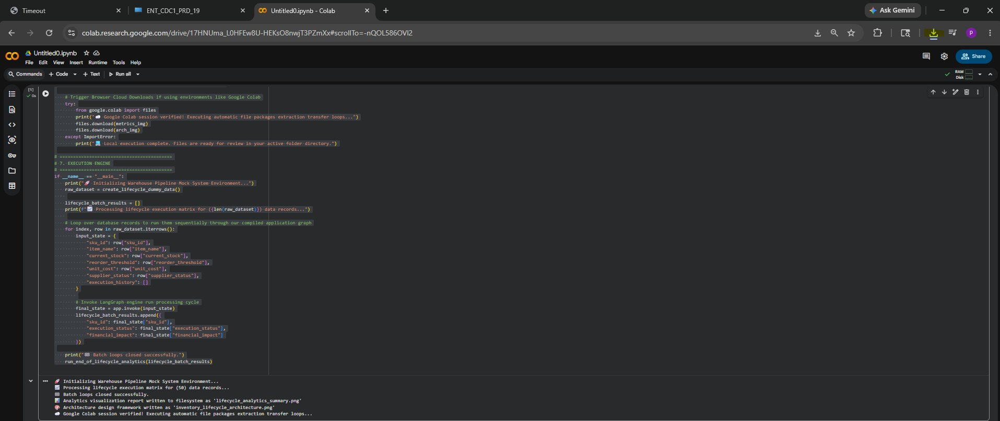 Timeout
ENT_CDC1_PRD_19
Untitled0.ipynb - Colab
Ask Gemini
colab.research.google.com/drive/17HNUma_L0HFEw8U-HEKsO8nwjT3PZmXx#scrollTo=-nQOL586OVI2
p
Untitled0.ipynb
File Edit View Insert Runtime Tools Help
Share
Commands + Code + Text Run all
RAM
Disk
[5]
0s
# Trigger Browser Cloud Downloads if using environments like Google Colab
try:
from google.colab import files
print("☁️ Google Colab session verified! Executing automatic file packages extraction transfer loops...")
files.download(metrics_img)
files.download(arch_img)
except ImportError:
print("💻 Local execution complete. Files are ready for review in your active folder directory.")
# ==========================================
# 7. EXECUTION ENGINE
# ==========================================
if __name__ == "__main__":
print("🚀 Initializing Warehouse Pipeline Mock System Environment...")
raw_dataset = create_lifecycle_dummy_data()
lifecycle_batch_results = []
print(f"📈 Processing lifecycle execution matrix for ({len(raw_dataset)}) data records...")
# Loop over database records to run them sequentially through our compiled application graph
for index, row in raw_dataset.iterrows():
input_state = {
"sku_id": row["sku_id"],
"item_name": row["item_name"],
"current_stock": row["current_stock"],
"reorder_threshold": row["reorder_threshold"],
"unit_cost": row["unit_cost"],
"supplier_status": row["supplier_status"],
"execution_history": []
}
# Invoke LangGraph engine run processing cycle
final_state = app.invoke(input_state)
lifecycle_batch_results.append({
"sku_id": final_state["sku_id"],
"execution_status": final_state["execution_status"],
"financial_impact": final_state["financial_impact"]
})
print("🏁 Batch loops closed successfully.")
run_end_of_lifecycle_analytics(lifecycle_batch_results)
🚀 Initializing Warehouse Pipeline Mock System Environment...
📈 Processing lifecycle execution matrix for (50) data records...
🏁 Batch loops closed successfully.
📊 Analytics visualization report written to filesystem as 'lifecycle_analytics_summary.png'
🎨 Architecture design framework written as 'inventory_lifecycle_architecture.png'
☁️ Google Colab session verified! Executing automatic file packages extraction transfer loops...